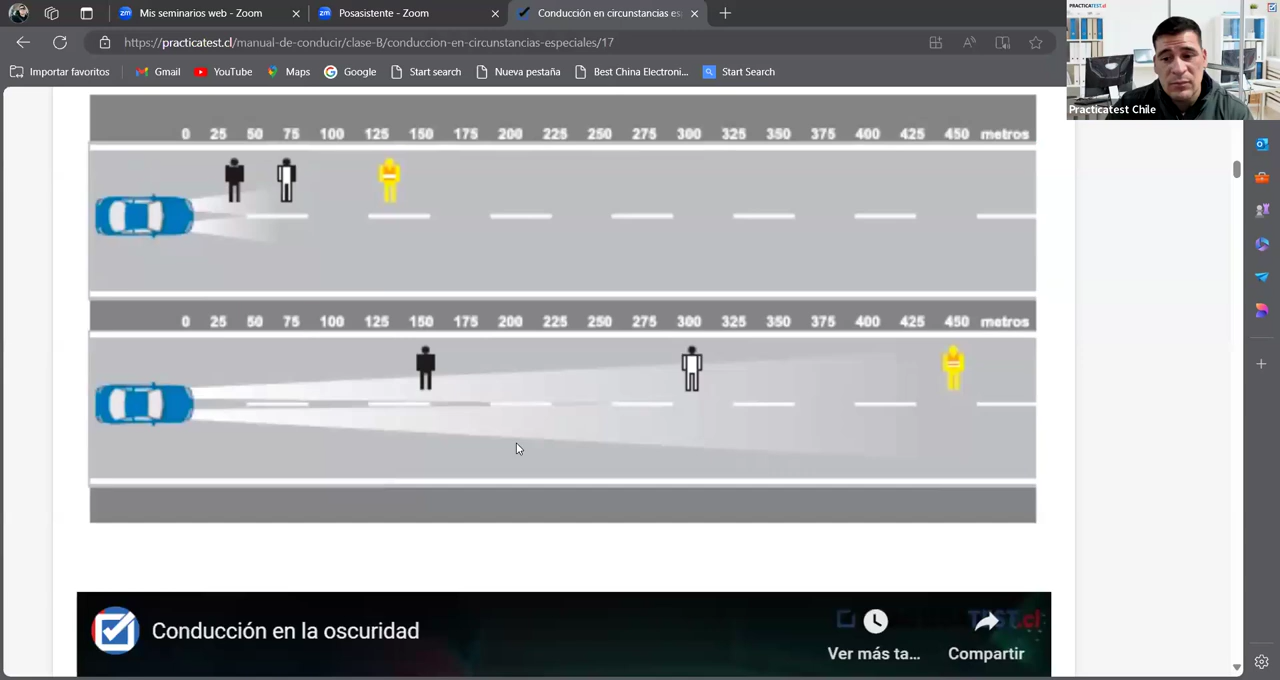 Mis seminarios web - Zoom
Posasistente - Zoom
Conducción en circunstancias es
https://practicatest.cl/manual-de-conducir/clase-B/conduccion-en-circunstancias-especiales/17
Importar favoritos
Gmail
YouTube
Maps
Google
Start search
Nueva pestaña
Best China Electroni...
Start Search
PRACTICATEST.cl
Practicatest Chile
0 25 50 75 100 125 150 175 200 225 250 275 300 325 350 375 400 425 450 metros
0 25 50 75 100 125 150 175 200 225 250 275 300 325 350 375 400 425 450 metros
Conducción en la oscuridad
Ver más ta...
Compartir